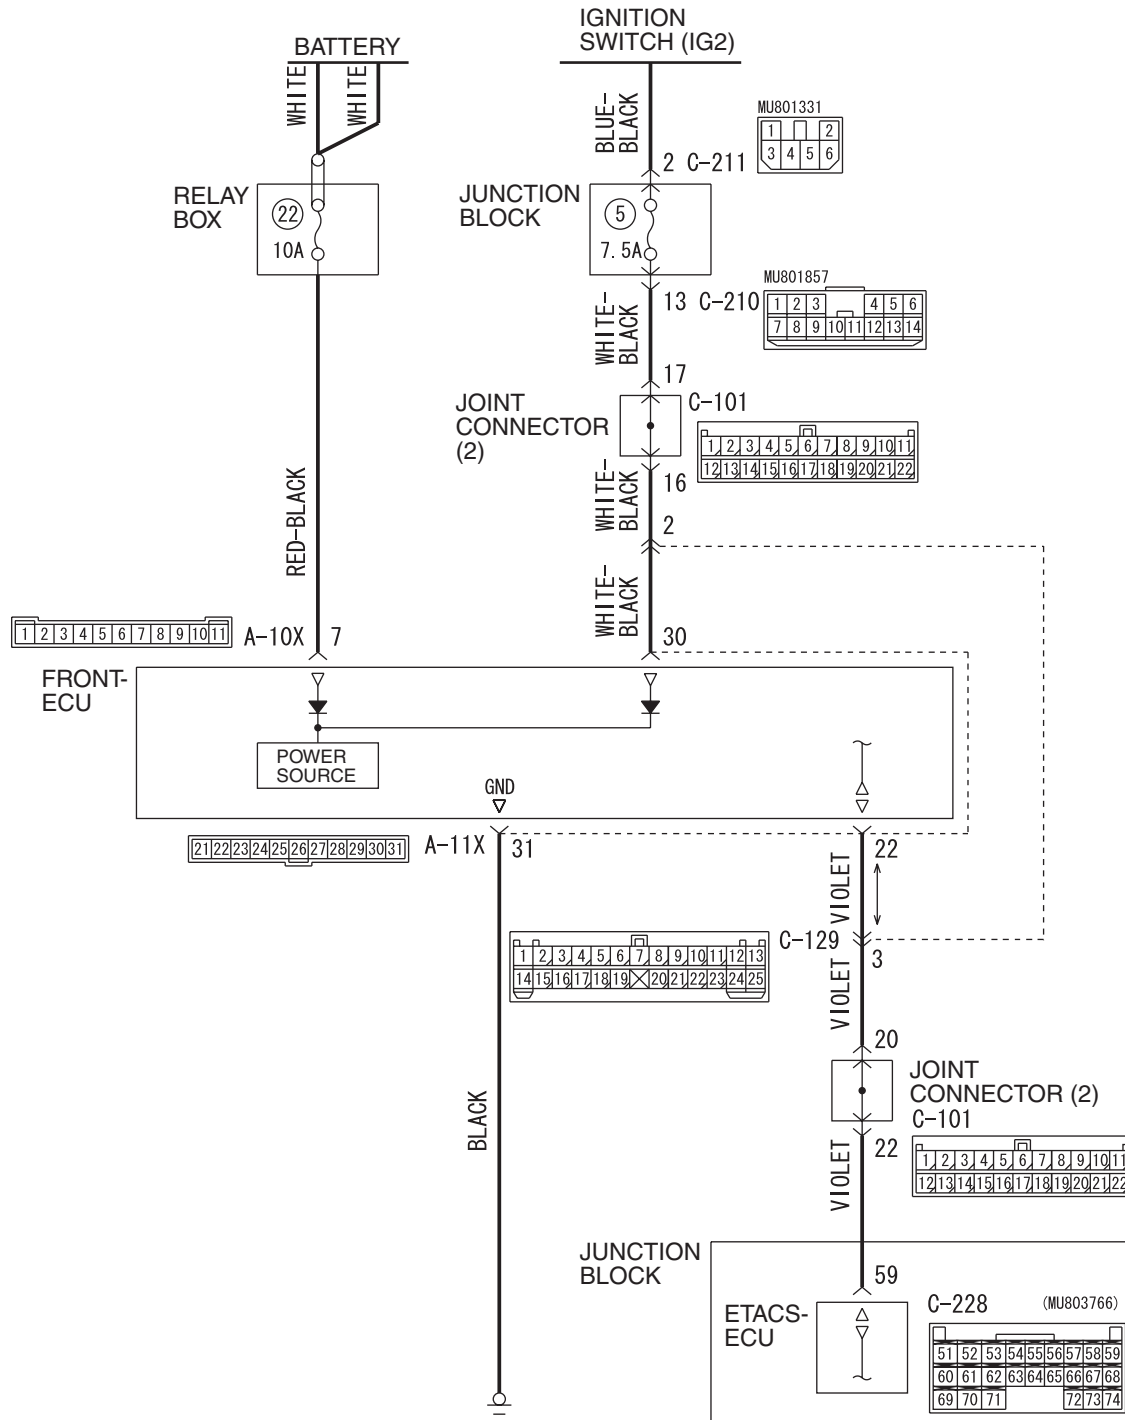 BATTERY
IGNITION
SWITCH (IG2)
WHITE
WHITE
BLUE-
BLACK
MU801331
1 2
3 4 5 6
2 C-211
RELAY
BOX
22
10A
JUNCTION
BLOCK
5
7.5A
MU801857
1 2 3 4 5 6
7 8 9 10 11 12 13 14
13 C-210
WHITE-
BLACK
17
JOINT
CONNECTOR
(2)
C-101
1 2 3 4 5 6 7 8 9 10 11
12 13 14 15 16 17 18 19 20 21 22
16
WHITE-
BLACK
2
RED-BLACK
WHITE-
BLACK
1 2 3 4 5 6 7 8 9 10 11
A-10X 7
30
FRONT-
ECU
POWER
SOURCE
GND
21 22 23 24 25 26 27 28 29 30 31
A-11X 31
22
VIOLET
1 2 3 4 5 6 7 8 9 10 11 12 13
14 15 16 17 18 19 20 21 22 23 24 25
C-129
3
VIOLET
20
JOINT
CONNECTOR (2)
C-101
BLACK
22
1 2 3 4 5 6 7 8 9 10 11
12 13 14 15 16 17 18 19 20 21 22
VIOLET
JUNCTION
BLOCK
59
ETACS-
ECU
C-228 (MU803766)
51 52 53 54 55 56 57 58 59
60 61 62 63 64 65 66 67 68
69 70 71 72 73 74